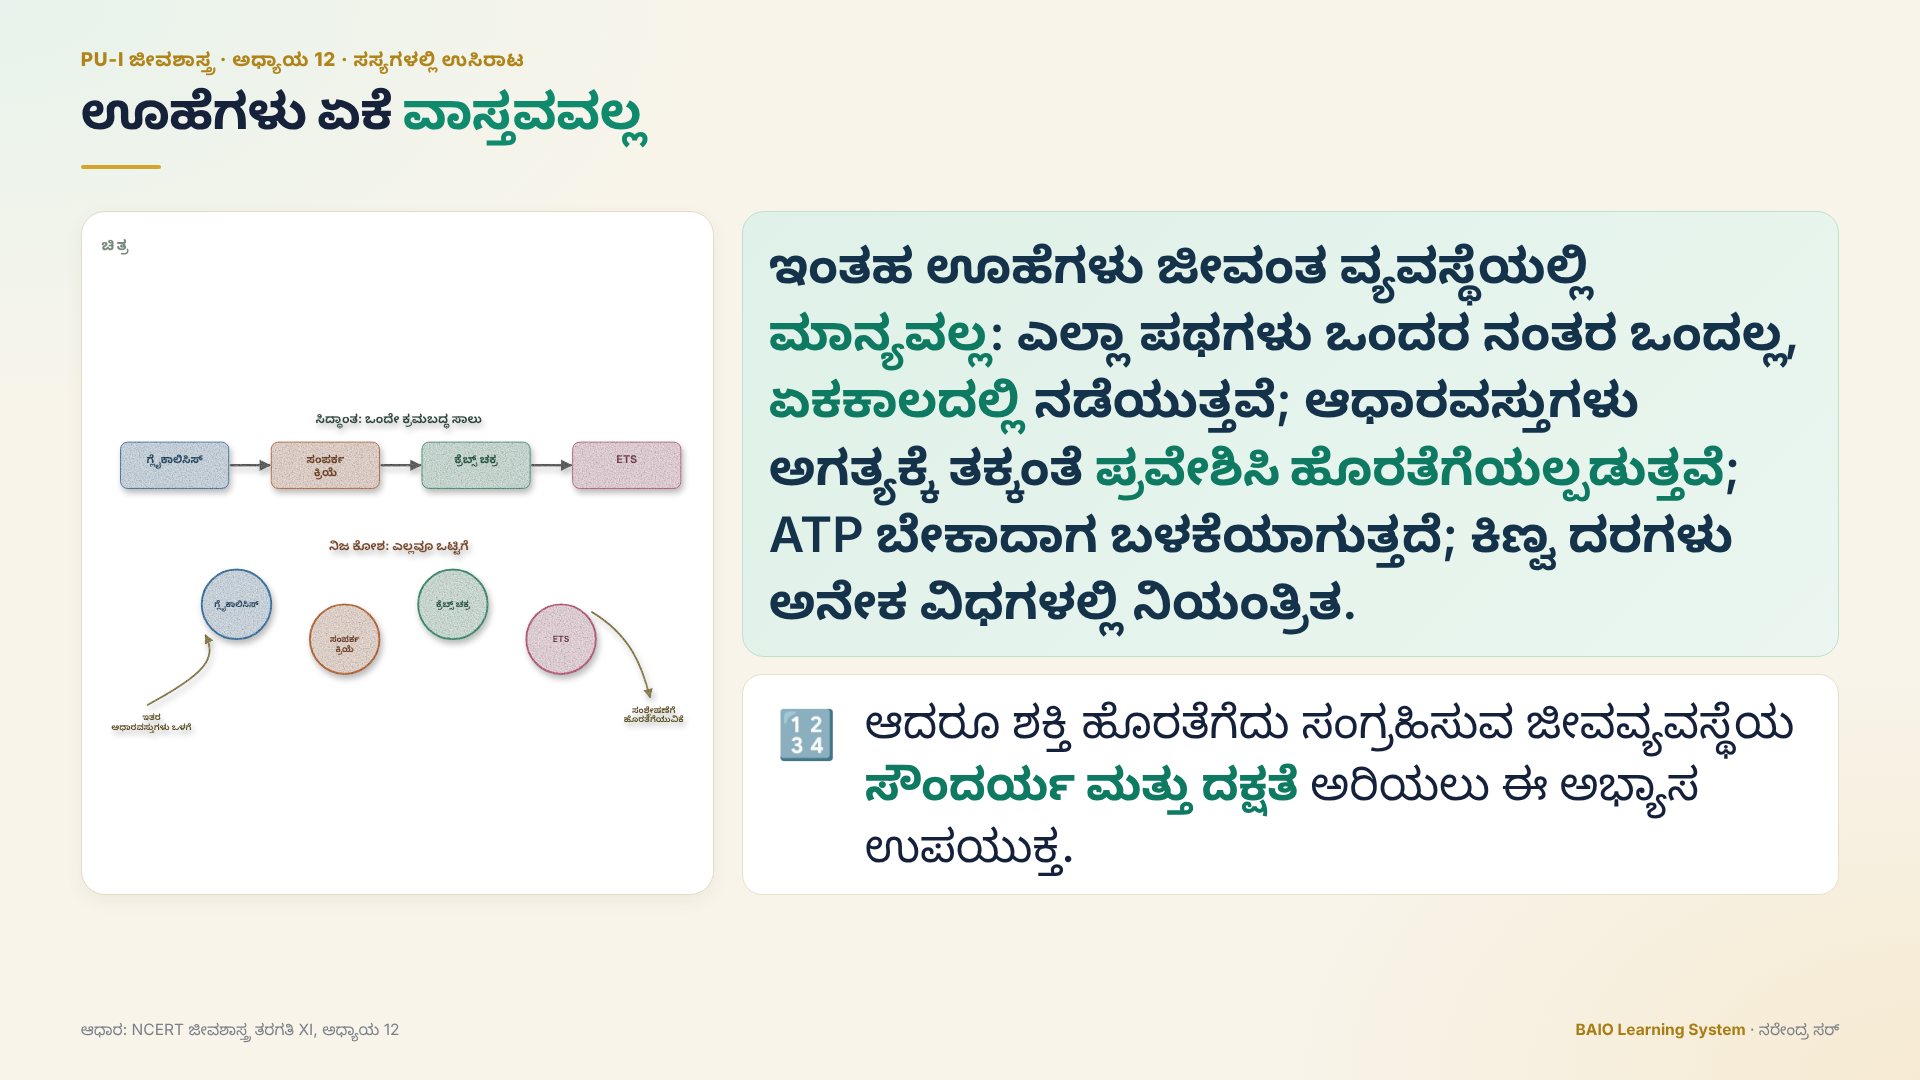 PU-I ಜೀವಶಾಸ್ತ್ರ · ಅಧ್ಯಾಯ 12 · ಸಸ್ಯಗಳಲ್ಲಿ ಉಸಿರಾಟ
ಊಹೆಗಳು ಏಕೆ ವಾಸ್ತವವಲ್ಲ
ಚಿತ್ರ
ಸಿದ್ಧಾಂತ: ಒಂದೇ ಕ್ರಮಬದ್ಧ ಸಾಲು
ಗ್ಲೈಕಾಲಿಸಿಸ್
ಸಂಪರ್ಕ
ಕ್ರಿಯೆ
ಕ್ರೆಬ್ಸ್ ಚಕ್ರ
ETS
ನಿಜ ಕೋಶ: ಎಲ್ಲವೂ ಒಟ್ಟಿಗೆ
ಗ್ಲೈಕಾಲಿಸಿಸ್
ಸಂಪರ್ಕ
ಕ್ರಿಯೆ
ಕ್ರೆಬ್ಸ್ ಚಕ್ರ
ETS
ಇತರ
ಆಧಾರವಸ್ತುಗಳು ಒಳಗೆ
ಸಂಶ್ಲೇಷಣೆಗೆ
ಹೊರತೆಗೆಯುವಿಕೆ
ಇಂತಹ ಊಹೆಗಳು ಜೀವಂತ ವ್ಯವಸ್ಥೆಯಲ್ಲಿ
ಮಾನ್ಯವಲ್ಲ: ಎಲ್ಲಾ ಪಥಗಳು ಒಂದರ ನಂತರ ಒಂದಲ್ಲ,
ಏಕಕಾಲದಲ್ಲಿ ನಡೆಯುತ್ತವೆ; ಆಧಾರವಸ್ತುಗಳು
ಅಗತ್ಯಕ್ಕೆ ತಕ್ಕಂತೆ ಪ್ರವೇಶಿಸಿ ಹೊರತೆಗೆಯಲ್ಪಡುತ್ತವೆ;
ATP ಬೇಕಾದಾಗ ಬಳಕೆಯಾಗುತ್ತದೆ; ಕಿಣ್ವ ದರಗಳು
ಅನೇಕ ವಿಧಗಳಲ್ಲಿ ನಿಯಂತ್ರಿತ.
ಆದರೂ ಶಕ್ತಿ ಹೊರತೆಗೆದು ಸಂಗ್ರಹಿಸುವ ಜೀವವ್ಯವಸ್ಥೆಯ
ಸೌಂದರ್ಯ ಮತ್ತು ದಕ್ಷತೆ ಅರಿಯಲು ಈ ಅಭ್ಯಾಸ
ಉಪಯುಕ್ತ.
ಆಧಾರ: NCERT ಜೀವಶಾಸ್ತ್ರ ತರಗತಿ XI, ಅಧ್ಯಾಯ 12
BAIO Learning System · ನರೇಂದ್ರ ಸರ್